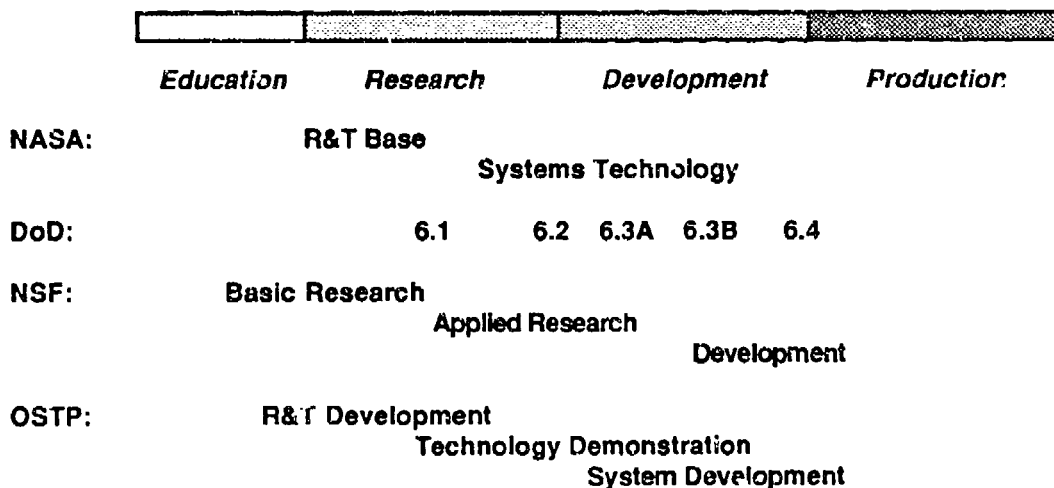 Education Research Development Production
NASA: R&T Base
Systems Technology
DoD: 6.1 6.2 6.3A 6.3B 6.4
NSF: Basic Research
Applied Research
Development
OSTP: R&T Development
Technology Demonstration
System Development